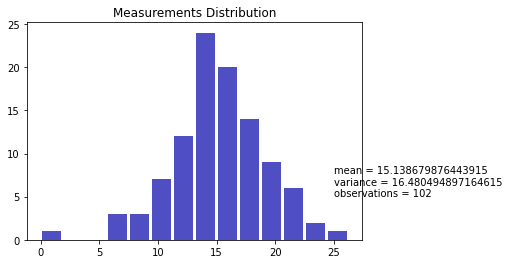 Measurements Distribution
25
20
15
10
5
0
mean = 15.138679876443915
variance = 16.480494897164615
observations = 102
0 5 10 15 20 25